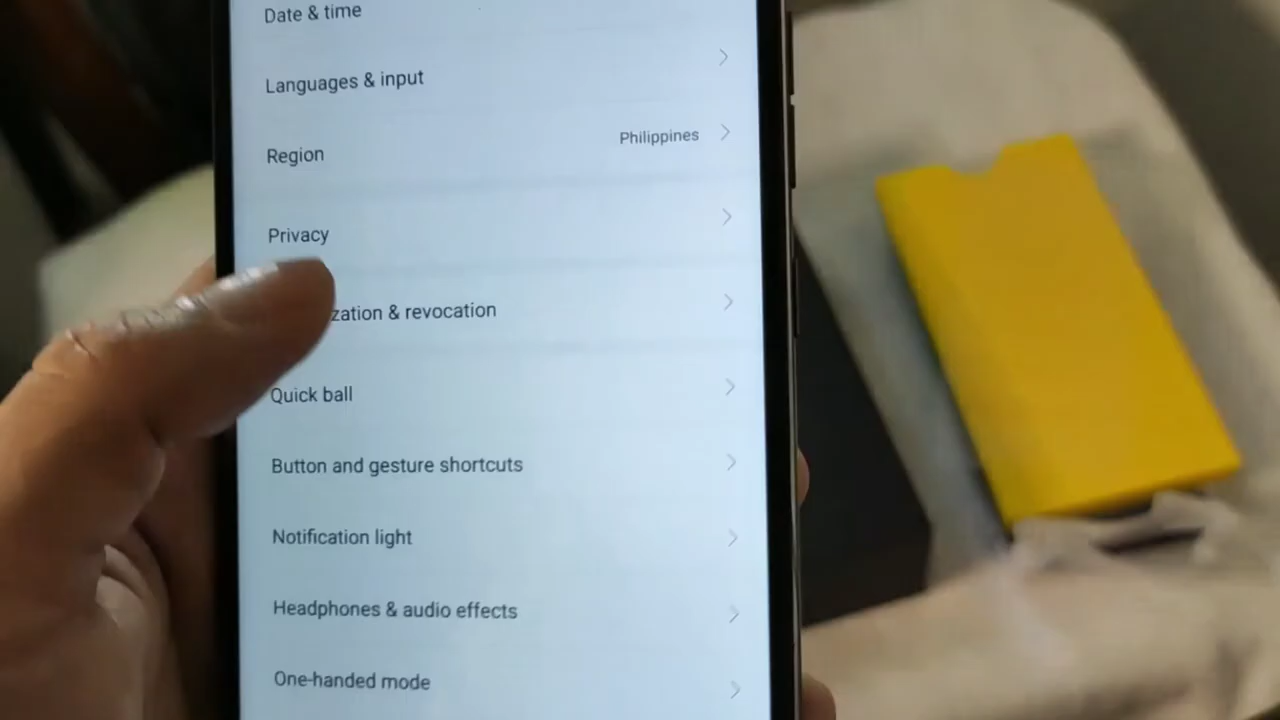 Date & time
Languages & input
Region
Philippines
Privacy
zation & revocation
Quick ball
Button and gesture shortcuts
Notification light
Headphones & audio effects
One-handed mode